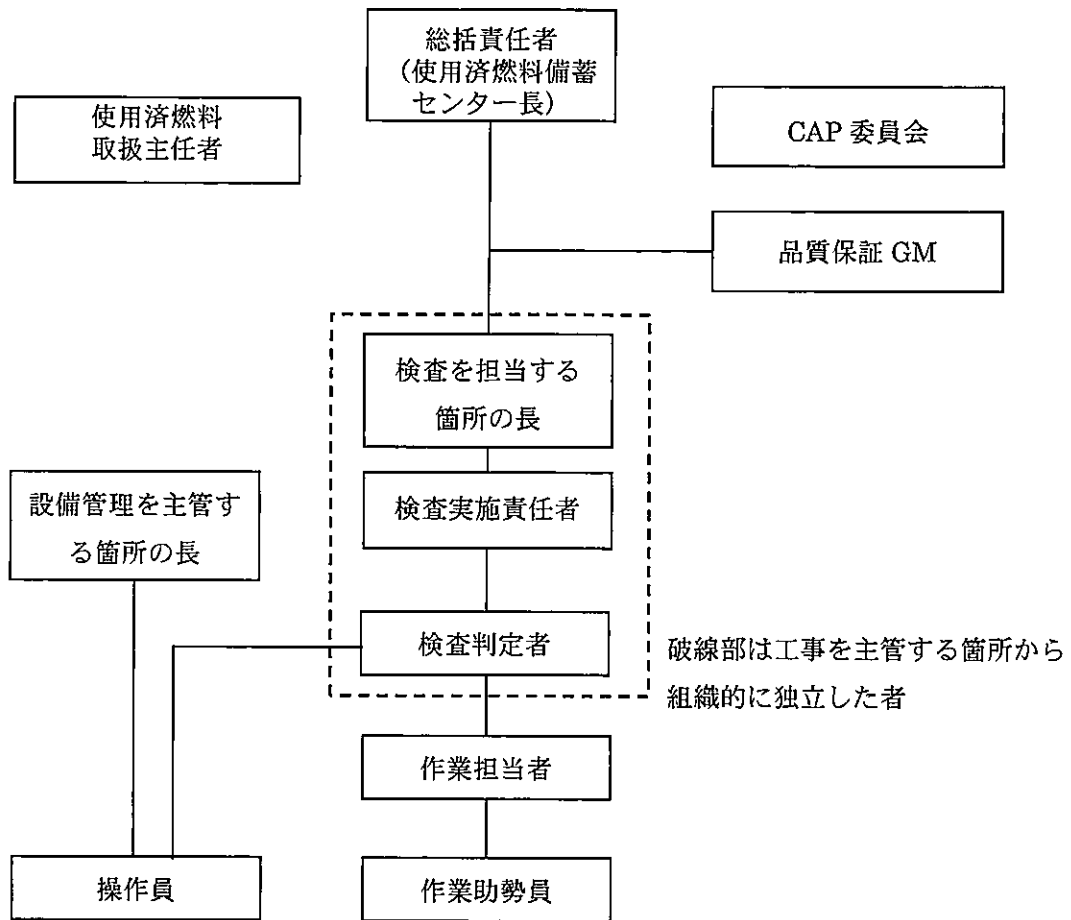 総括責任者
(使用済燃料備蓄
センター長)
使用済燃料
取扱主任者
CAP 委員会
品質保証 GM
検査を担当する
箇所の長
設備管理を主管す
る箇所の長
検査実施責任者
検査判定者
破線部は工事を主管する箇所から
組織的に独立した者
作業担当者
操作員
作業助勢員